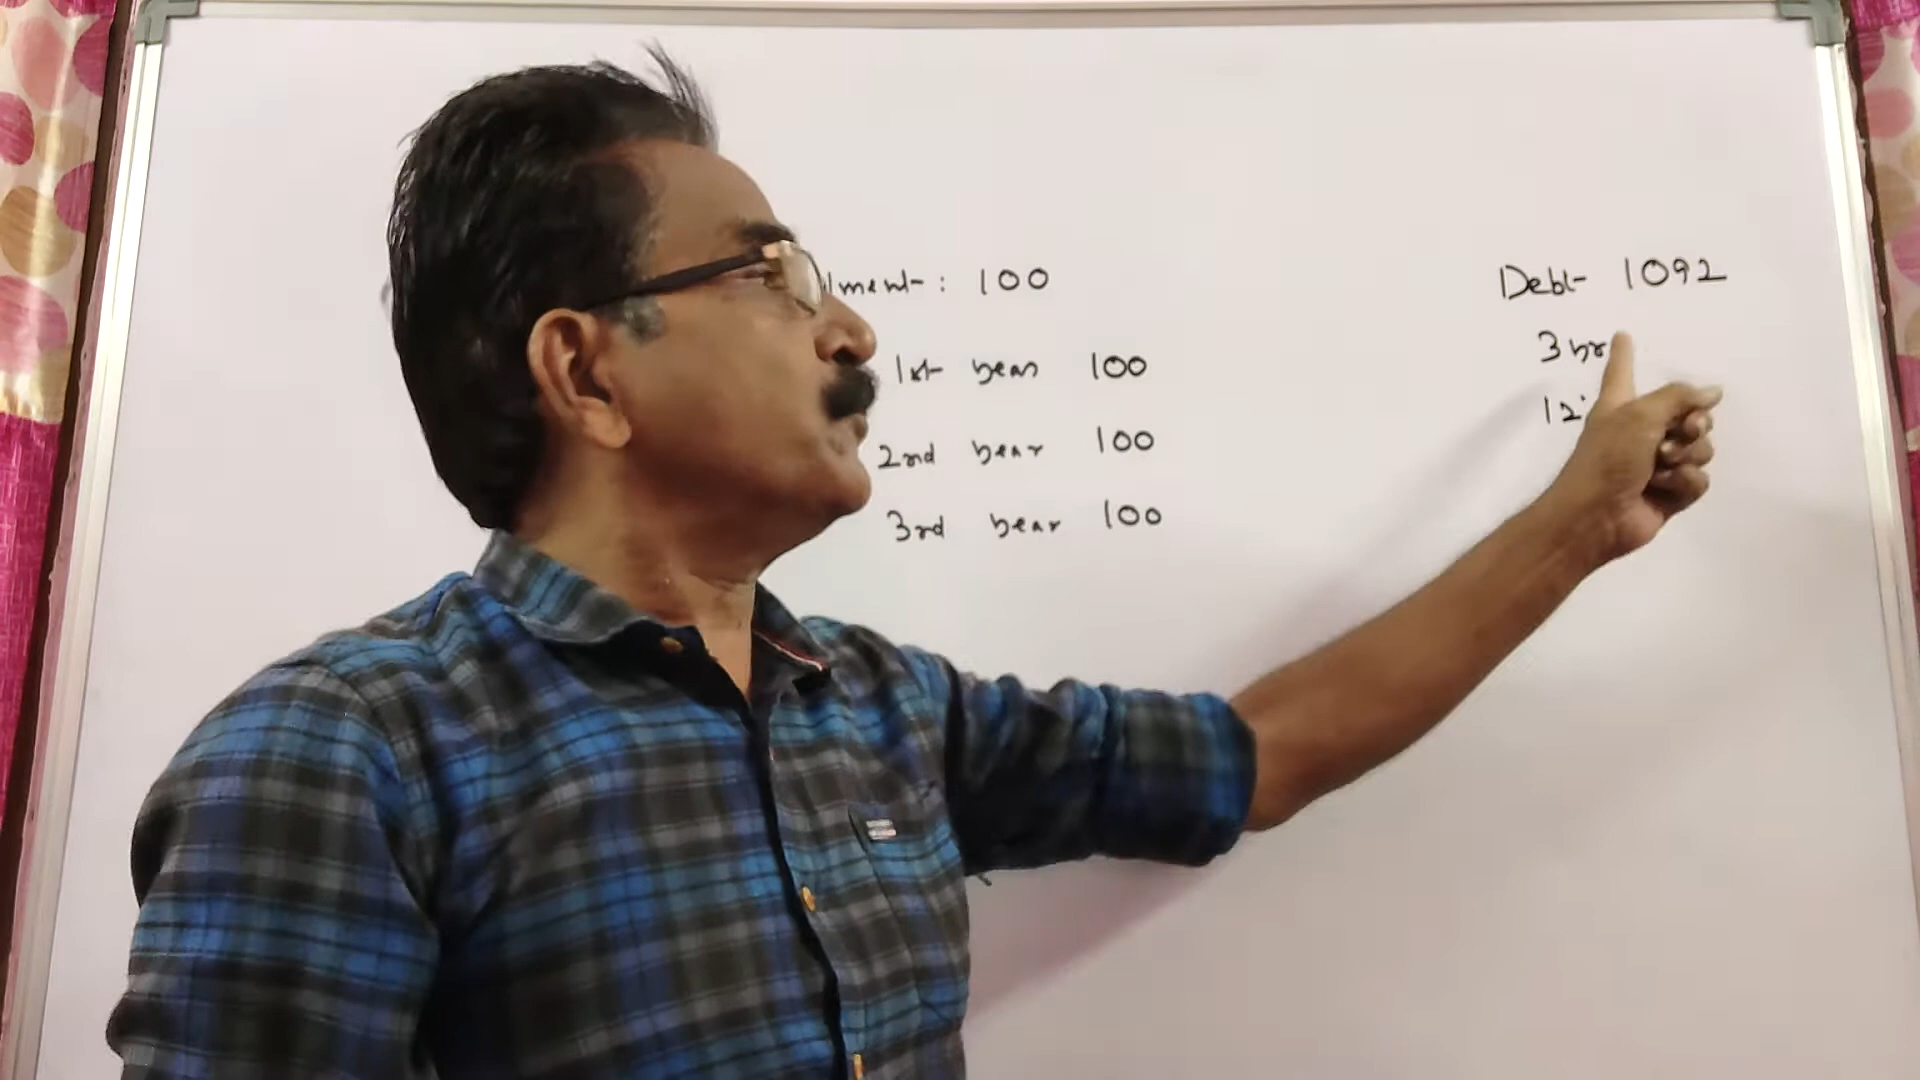 lment : 100
1st year 100
2nd year 100
3rd year 100
Debt 1092
3 yr
12